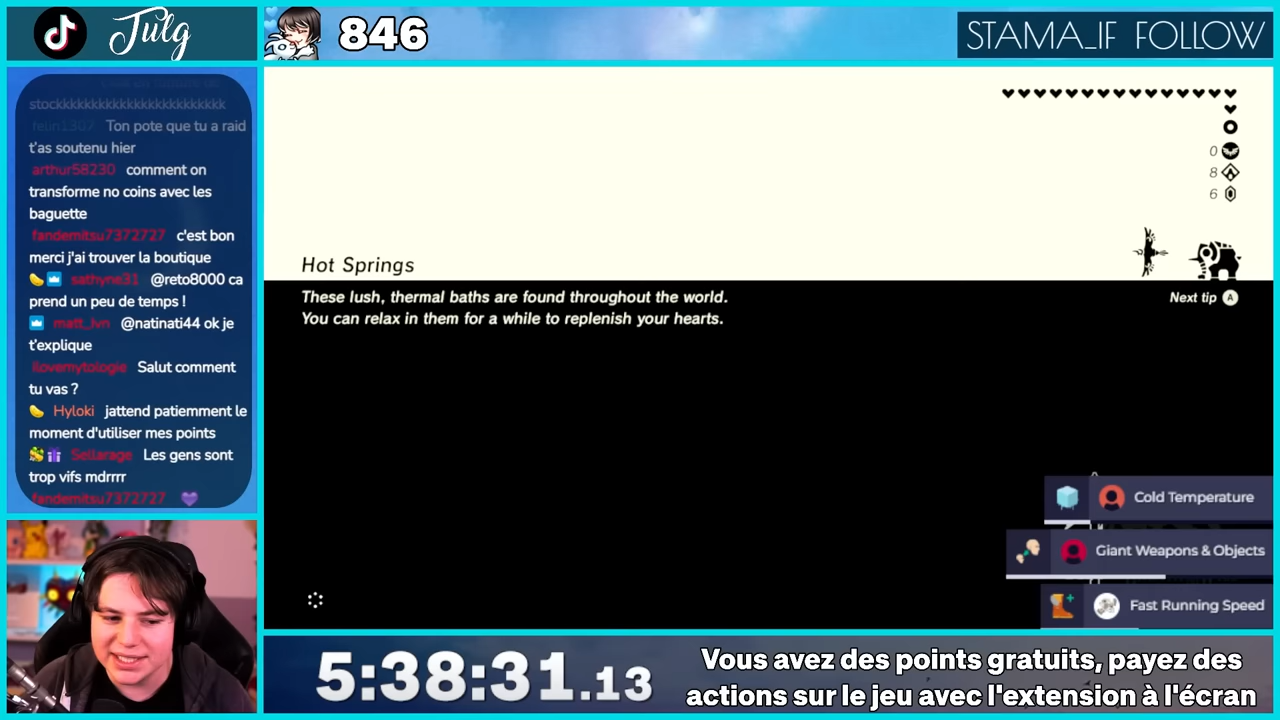 Julg
846
STAMA_IF FOLLOW
stockkkkkkkkkkkkkkkkkkkkkkkk
felin1307 Ton pote que tu a raid
t'as soutenu hier
arthur58230 comment on
transforme no coins avec les
baguette
fandemitsu7372727 c'est bon
merci j'ai trouver la boutique
sathyne31 @reto8000 ca
prend un peu de temps !
matt_lvn @natinati44 ok je
t'explique
Ilovemytologie Salut comment
tu vas ?
Hyloki jattend patiemment le
moment d'utiliser mes points
Sellarage Les gens sont
trop vifs mdrrrr
fandemitsu7372727
0
8
6
Hot Springs
These lush, thermal baths are found throughout the world.
You can relax in them for a while to replenish your hearts.
Next tip A
Cold Temperature
Giant Weapons & Objects
Fast Running Speed
5:38:31.13
Vous avez des points gratuits, payez des
actions sur le jeu avec l'extension à l'écran